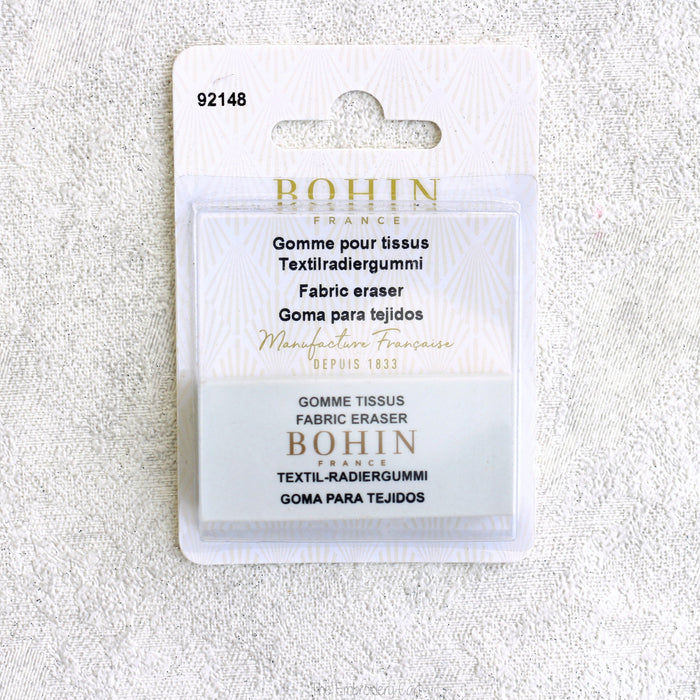 92148
BOHIN
FRANCE
Gomme pour tissus
Textilradiergummi
Fabric eraser
Goma para tejidos
Manufacture Française
DEPUIS 1833
GOMME TISSUS
FABRIC ERASER
BOHIN
FRANCE
TEXTIL-RADIERGUMMI
GOMA PARA TEJIDOS